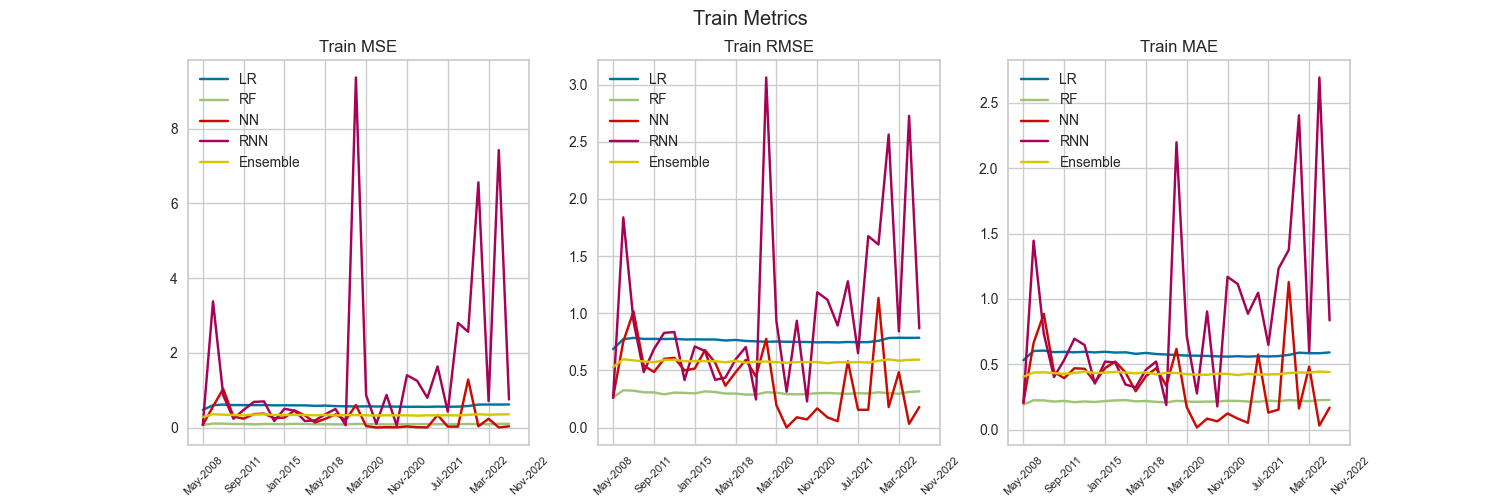 Train Metrics
Train MSE
LR
RF
NN
RNN
Ensemble
8
6
4
2
0
May-2008
Sep-2011
Jan-2015
May-2018
Mar-2020
Nov-2020
Jul-2021
Mar-2022
Nov-2022
Train RMSE
LR
RF
NN
RNN
Ensemble
3.0
2.5
2.0
1.5
1.0
0.5
0.0
May-2008
Sep-2011
Jan-2015
May-2018
Mar-2020
Nov-2020
Jul-2021
Mar-2022
Nov-2022
Train MAE
LR
RF
NN
RNN
Ensemble
2.5
2.0
1.5
1.0
0.5
0.0
May-2008
Sep-2011
Jan-2015
May-2018
Mar-2020
Nov-2020
Jul-2021
Mar-2022
Nov-2022